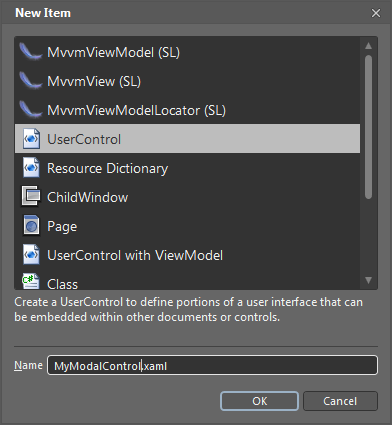 New Item
MvvmViewModel (SL)
MvvmView (SL)
MvvmViewModelLocator (SL)
UserControl
Resource Dictionary
ChildWindow
Page
UserControl with ViewModel
C#
Class
Create a UserControl to define portions of a user interface that can
be embedded within other documents or controls.
Name MyModalControl.xaml
OK Cancel